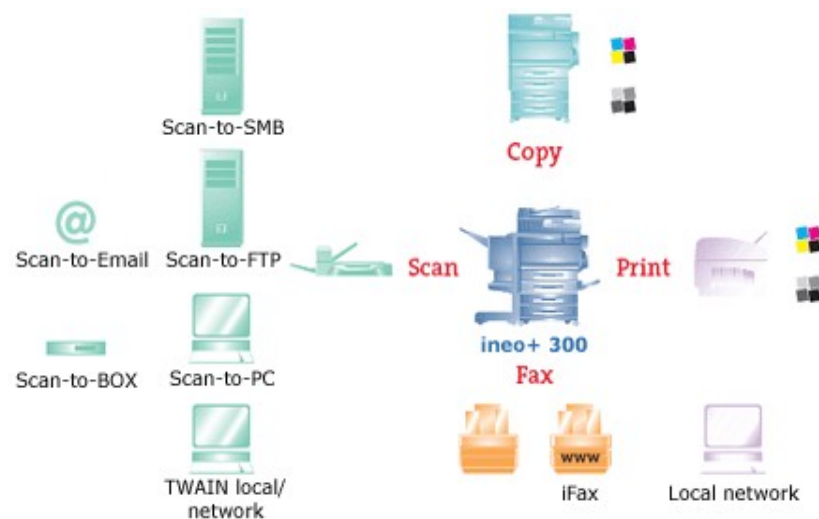 Scan-to-SMB
Copy
@
Scan-to-Email
Scan-to-FTP
Scan
Print
ineo+ 300
Scan-to-BOX
Scan-to-PC
Fax
www
TWAIN local/
network
iFax
Local network